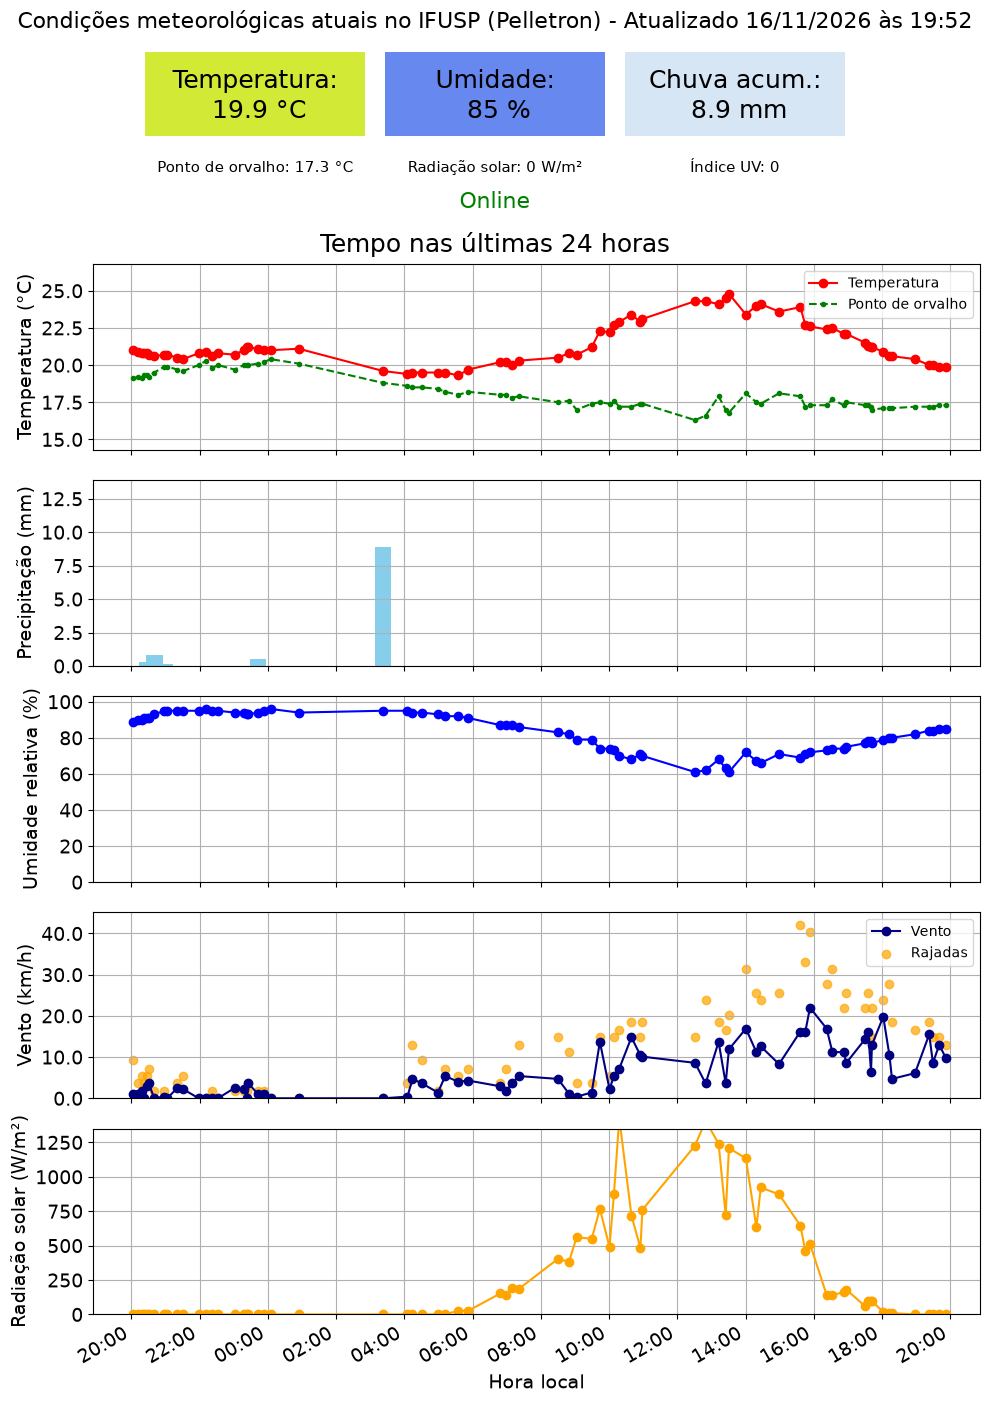 Condições meteorológicas atuais no IFUSP (Pelletron) - Atualizado 16/11/2026 às 19:52
Temperatura:
19.9 °C
Umidade:
85 %
Chuva acum.:
8.9 mm
Ponto de orvalho: 17.3 °C
Radiação solar: 0 W/m²
Índice UV: 0
Online
Tempo nas últimas 24 horas
Temperatura (°C)
25.0
22.5
20.0
17.5
15.0
Temperatura
Ponto de orvalho
Precipitação (mm)
12.5
10.0
7.5
5.0
2.5
0.0
Umidade relativa (%)
100
80
60
40
20
0
Vento (km/h)
40.0
30.0
20.0
10.0
0.0
Vento
Rajadas
Radiação solar (W/m²)
1250
1000
750
500
250
0
20:00
22:00
00:00
02:00
04:00
06:00
08:00
10:00
12:00
14:00
16:00
18:00
20:00
Hora local